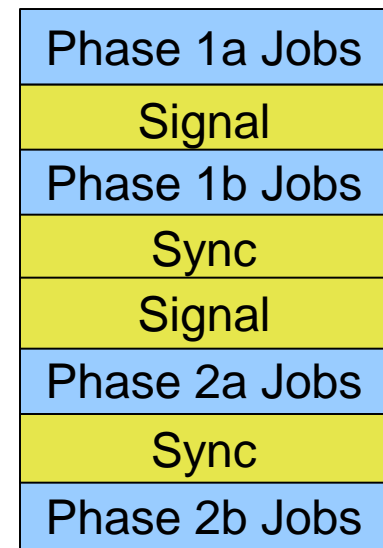 Phase 1a Jobs
Signal
Phase 1b Jobs
Sync
Signal
Phase 2a Jobs
Sync
Phase 2b Jobs